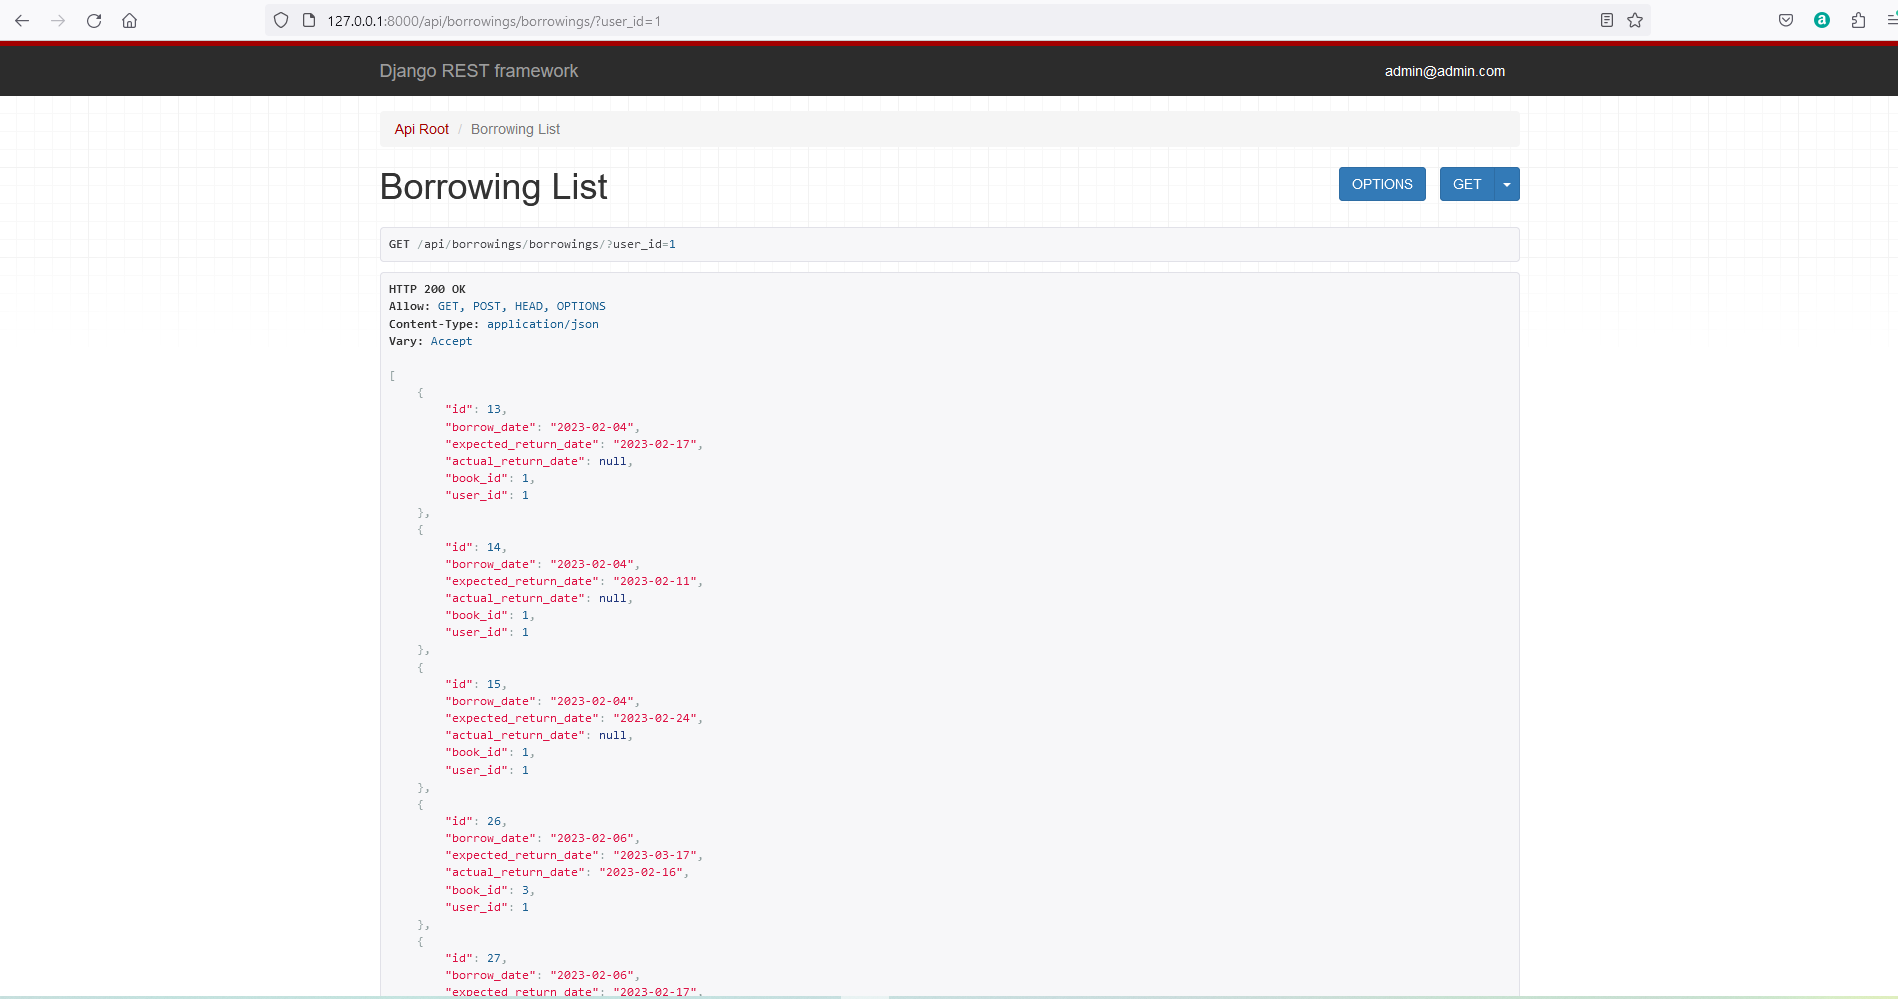 127.0.0.1:8000/api/borrowings/borrowings/?user_id=1
Django REST framework
admin@admin.com
Api Root / Borrowing List
Borrowing List
OPTIONS
GET
GET /api/borrowings/borrowings/?user_id=1
HTTP 200 OK
Allow: GET, POST, HEAD, OPTIONS
Content-Type: application/json
Vary: Accept
[
    {
        "id": 13,
        "borrow_date": "2023-02-04",
        "expected_return_date": "2023-02-17",
        "actual_return_date": null,
        "book_id": 1,
        "user_id": 1
    },
    {
        "id": 14,
        "borrow_date": "2023-02-04",
        "expected_return_date": "2023-02-11",
        "actual_return_date": null,
        "book_id": 1,
        "user_id": 1
    },
    {
        "id": 15,
        "borrow_date": "2023-02-04",
        "expected_return_date": "2023-02-24",
        "actual_return_date": null,
        "book_id": 1,
        "user_id": 1
    },
    {
        "id": 26,
        "borrow_date": "2023-02-06",
        "expected_return_date": "2023-03-17",
        "actual_return_date": "2023-02-16",
        "book_id": 3,
        "user_id": 1
    },
    {
        "id": 27,
        "borrow_date": "2023-02-06",
        "expected_return_date": "2023-02-17",